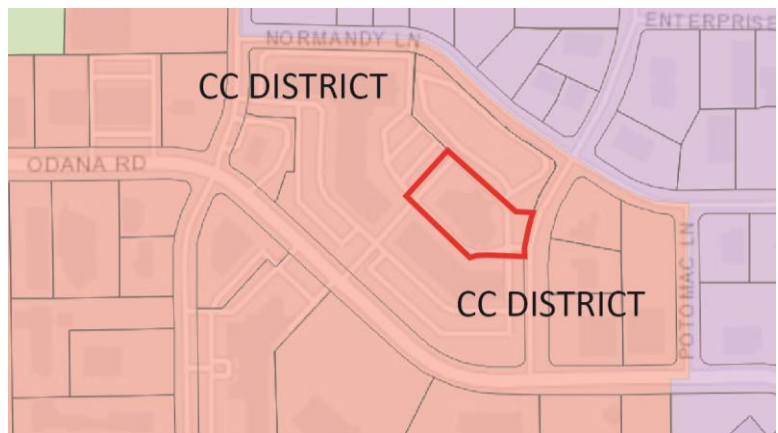 ENTERPRISE
NORMANDY LN
CC DISTRICT
ODANA RD
CC DISTRICT
POTOMAC LN